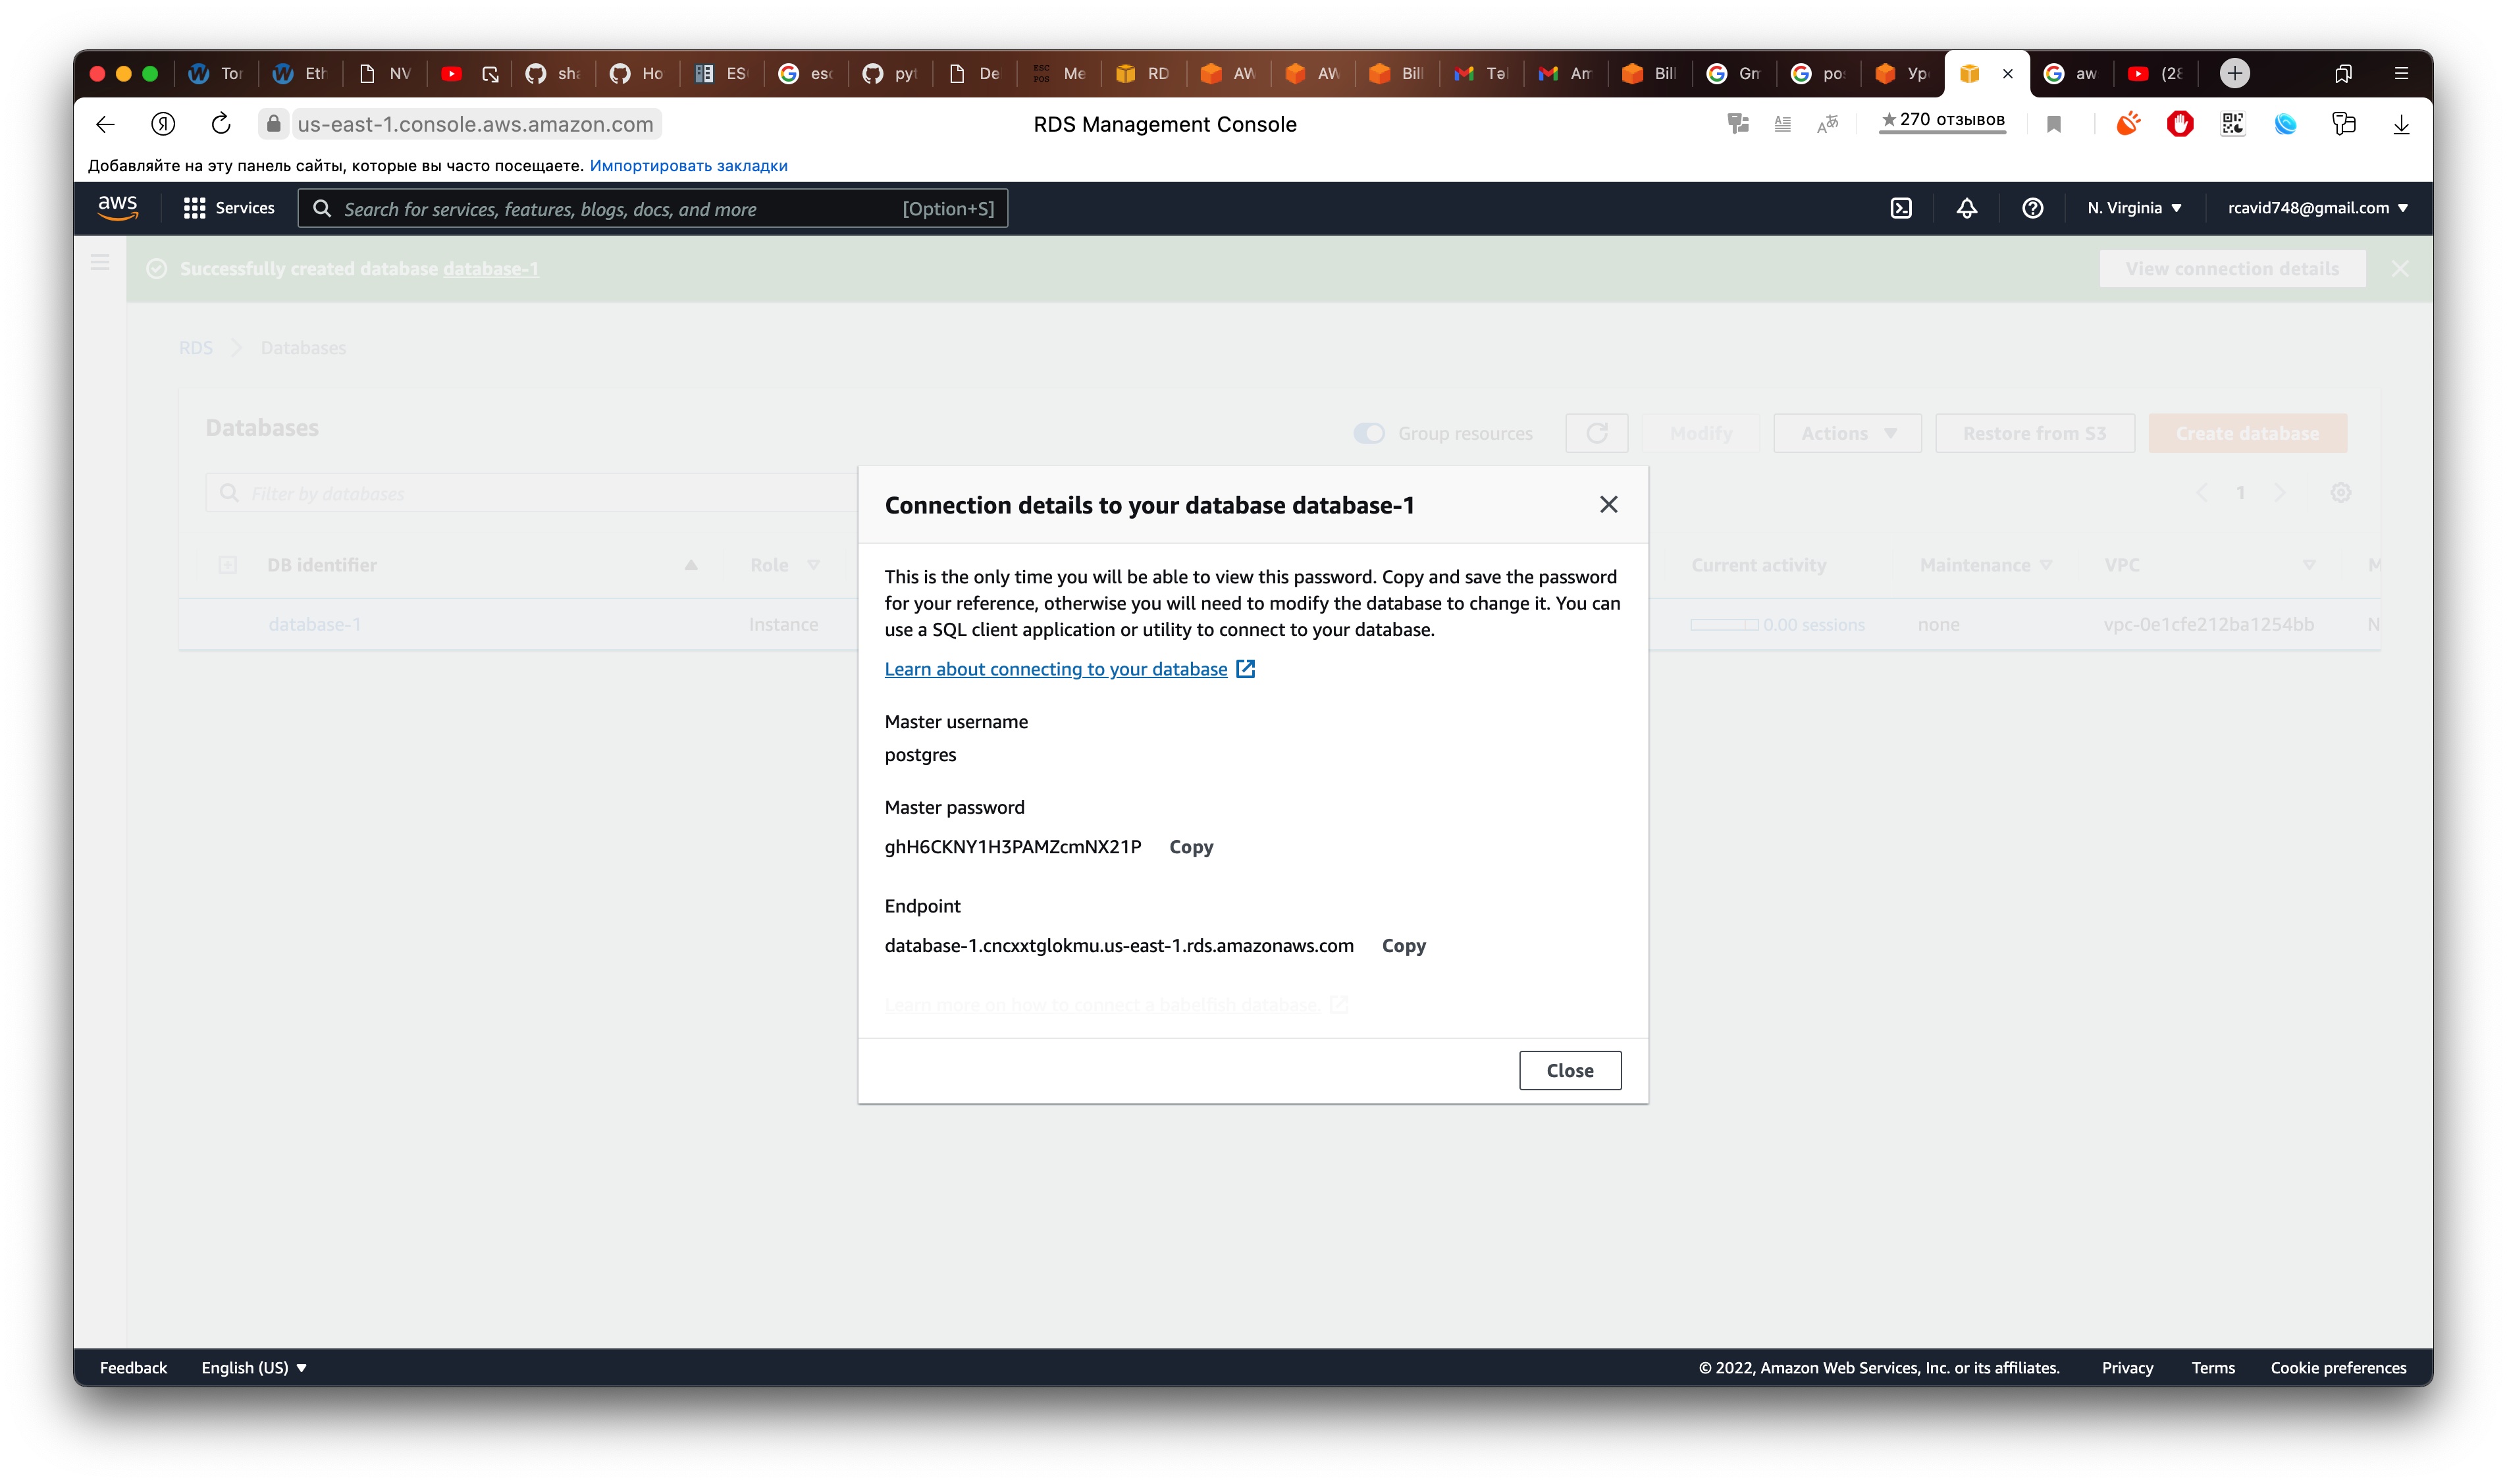 Tor
Eth
NV
sha
Ho
ES
esc
pyt
De
ESC
POS
Me
RD
AW
AW
Bill
Təl
Am
Bill
Gm
po
Ур
aw
(28
us-east-1.console.aws.amazon.com
RDS Management Console
270 отзывов
Добавляйте на эту панель сайты, которые вы часто посещаете. Импортировать закладки
aws
Services
Search for services, features, blogs, docs, and more
[Option+S]
N. Virginia
rcavid748@gmail.com
Successfully created database database-1
View connection details
RDS
Databases
Databases
Group resources
Modify
Actions
Restore from S3
Create database
Filter by databases
1
DB identifier
Role
Current activity
Maintenance
VPC
database-1
Instance
0.00 sessions
none
vpc-0e1cfe212ba1254bb
N
Connection details to your database database-1
This is the only time you will be able to view this password. Copy and save the password
for your reference, otherwise you will need to modify the database to change it. You can
use a SQL client application or utility to connect to your database.
Learn about connecting to your database
Master username
postgres
Master password
ghH6CKNY1H3PAMZcmNX21P Copy
Endpoint
database-1.cncxxtglokmu.us-east-1.rds.amazonaws.com Copy
Learn more on how to connect a babelfish database.
Close
Feedback
English (US)
© 2022, Amazon Web Services, Inc. or its affiliates.
Privacy
Terms
Cookie preferences